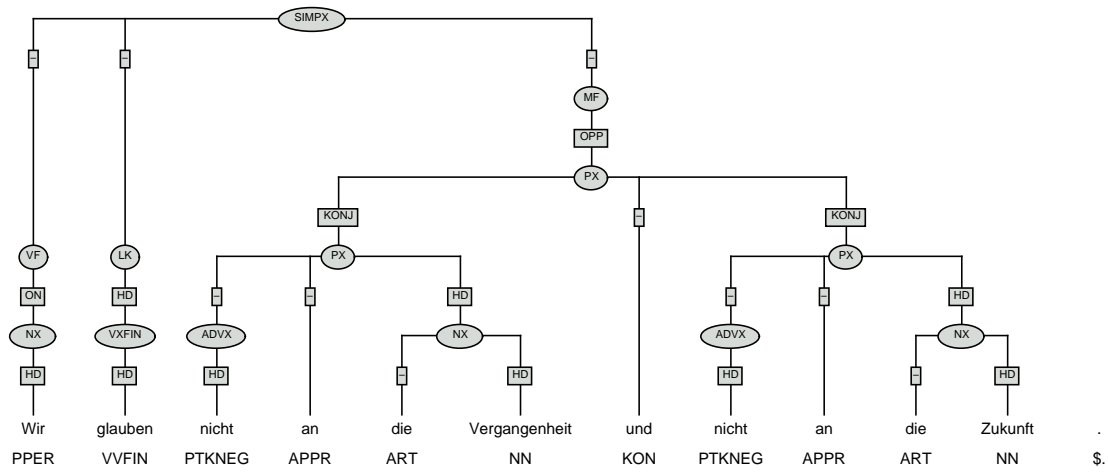 SIMPX
– – –
MF
OPP
PX
KONJ – KONJ
VF LK PX PX
ON HD – – HD – – HD
NX VXFIN ADVX NX ADVX NX
HD HD HD – HD HD – HD
Wir glauben nicht an die Vergangenheit und nicht an die Zukunft .
PPER VVFIN PTKNEG APPR ART NN KON PTKNEG APPR ART NN $.